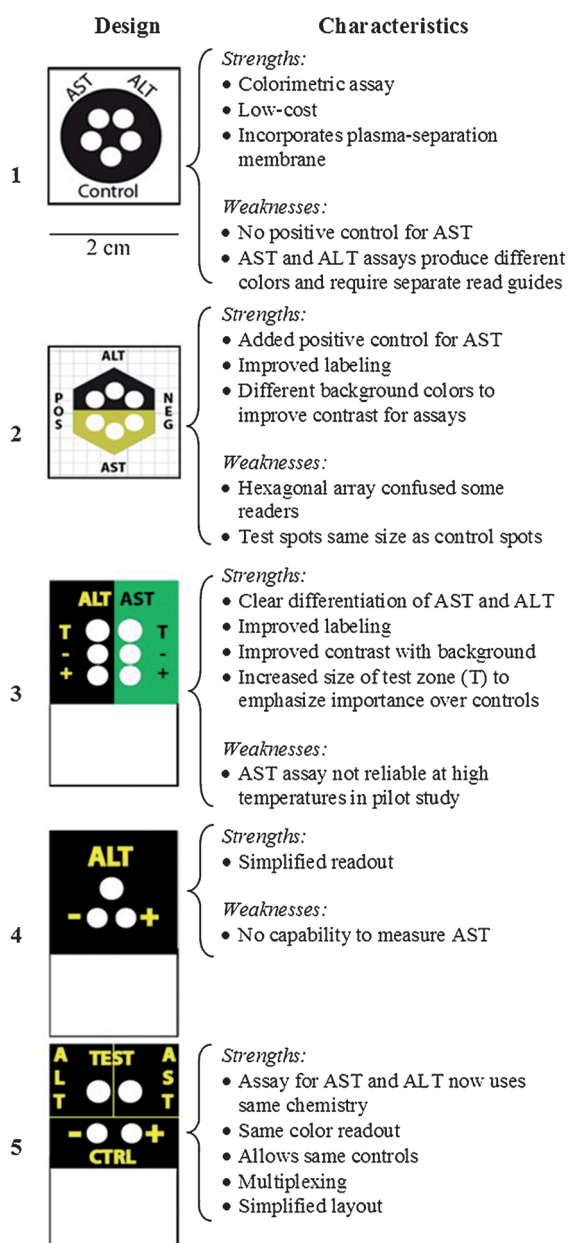 Design Characteristics
1
AST ALT
Control
2 cm
Strengths:
• Colorimetric assay
• Low-cost
• Incorporates plasma-separation
membrane
Weaknesses:
• No positive control for AST
• AST and ALT assays produce different
colors and require separate read guides
2
ALT
POS
NEG
AST
Strengths:
• Added positive control for AST
• Improved labeling
• Different background colors to
improve contrast for assays
Weaknesses:
• Hexagonal array confused some
readers
• Test spots same size as control spots
3
ALT AST
T T
- -
+ +
Strengths:
• Clear differentiation of AST and ALT
• Improved labeling
• Improved contrast with background
• Increased size of test zone (T) to
emphasize importance over controls
Weaknesses:
• AST assay not reliable at high
temperatures in pilot study
4
ALT
- +
Strengths:
• Simplified readout
Weaknesses:
• No capability to measure AST
5
ALT
TEST
AST
- +
CTRL
Strengths:
• Assay for AST and ALT now uses
same chemistry
• Same color readout
• Allows same controls
• Multiplexing
• Simplified layout